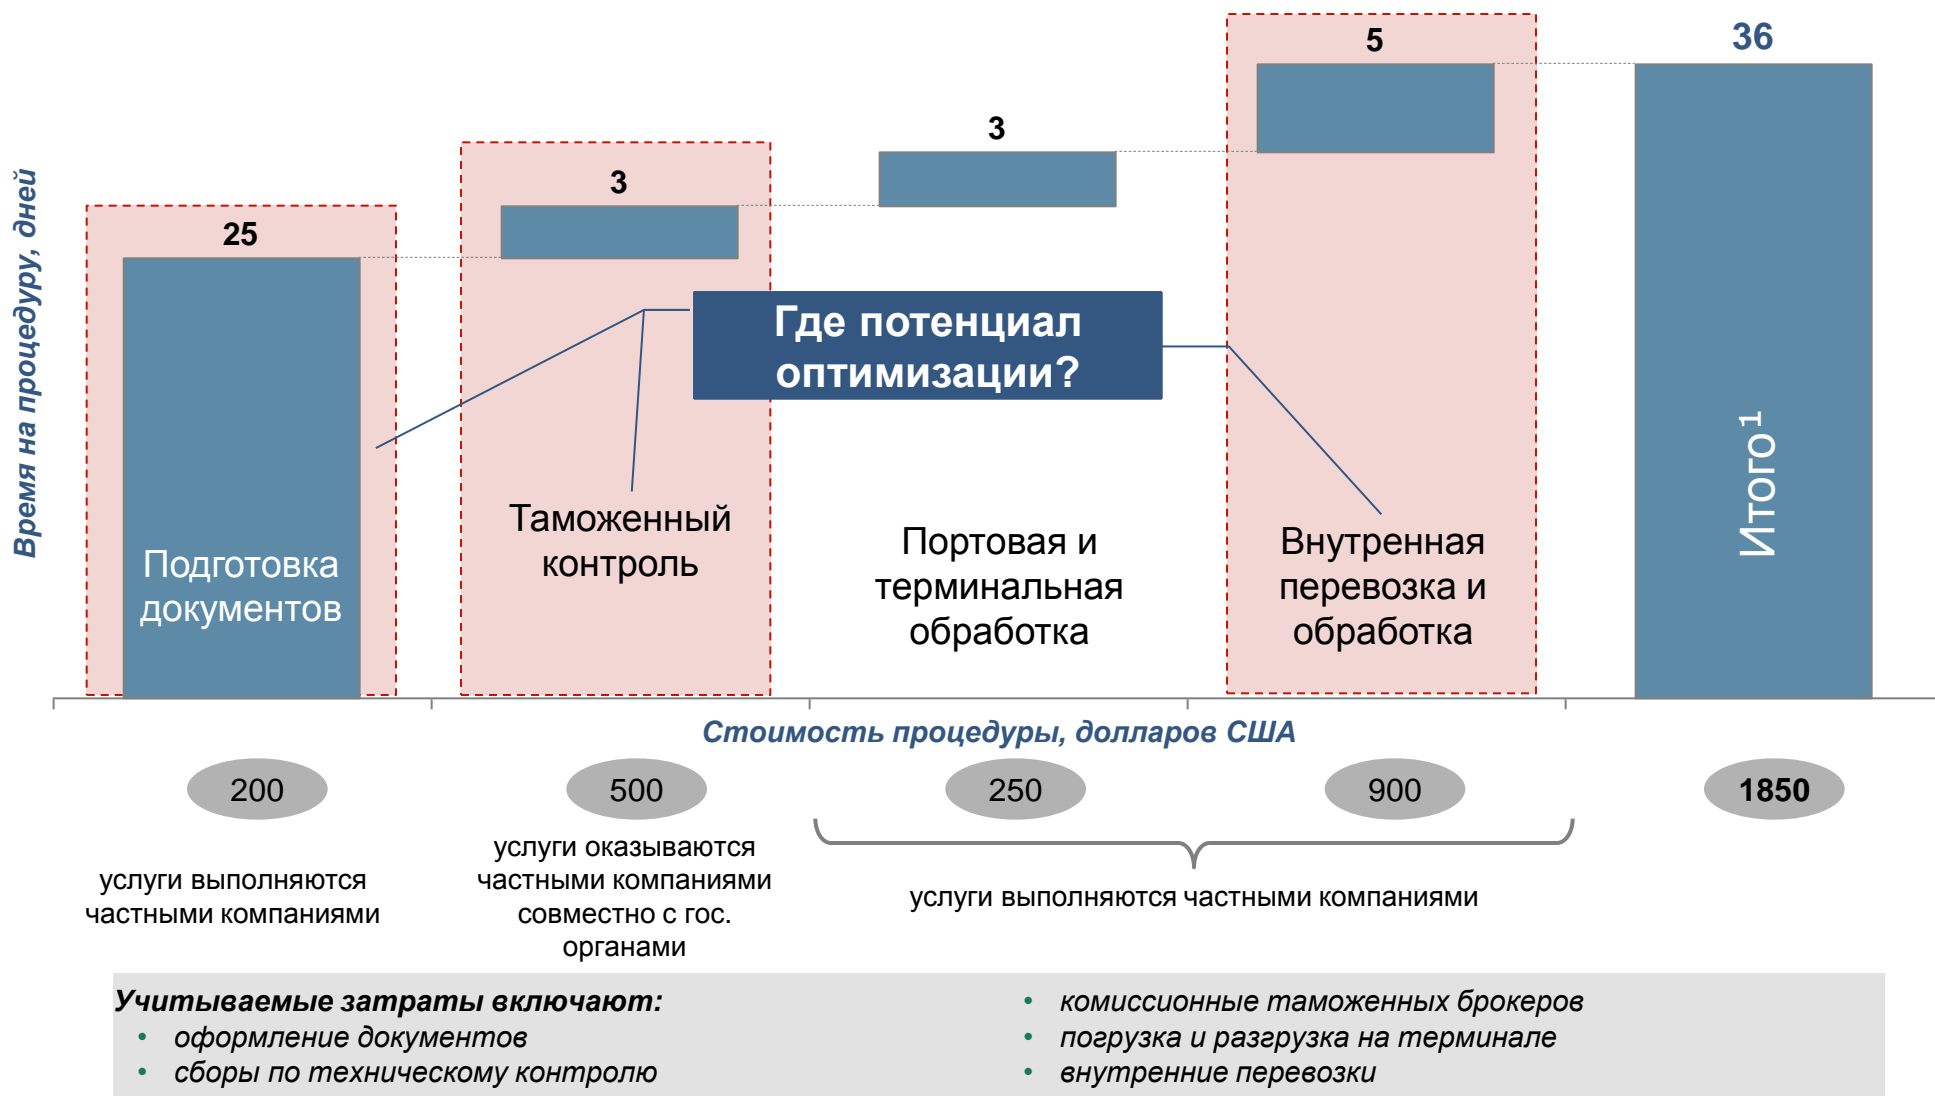 Время на процедуру, дней
25
3
3
5
36
Где потенциал
оптимизации?
Подготовка
документов
Таможенный
контроль
Портовая и
терминальная
обработка
Внутренная
перевозка и
обработка
Итого¹
Стоимость процедуры, долларов США
200
500
250
900
1850
услуги выполняются
частными компаниями
услуги оказываются
частными компаниями
совместно с гос.
органами
услуги выполняются частными компаниями
Учитываемые затраты включают:
• оформление документов
• сборы по техническому контролю
• комиссионные таможенных брокеров
• погрузка и разгрузка на терминале
• внутренние перевозки